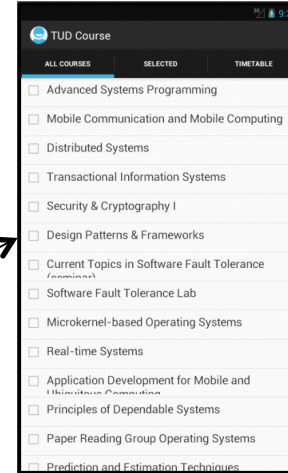 TUD Course
ALL COURSES SELECTED TIMETABLE
Advanced Systems Programming
Mobile Communication and Mobile Computing
Distributed Systems
Transactional Information Systems
Security & Cryptography I
Design Patterns & Frameworks
Current Topics in Software Fault Tolerance
(seminar)
Software Fault Tolerance Lab
Microkernel-based Operating Systems
Real-time Systems
Application Development for Mobile and
Ubiquitous Computing
Principles of Dependable Systems
Paper Reading Group Operating Systems
Prediction and Estimation Techniques